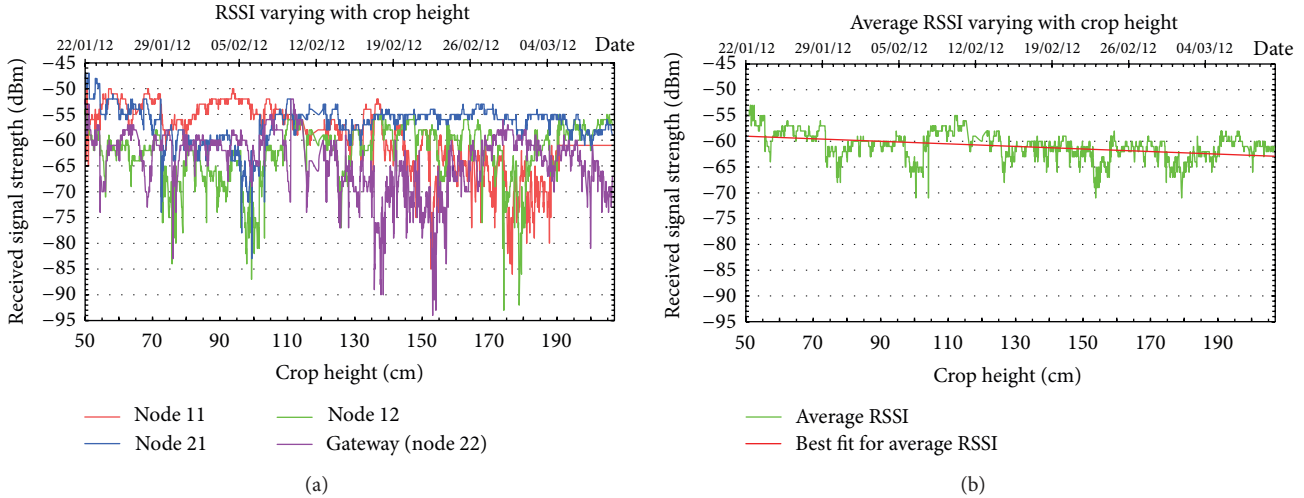 RSSI varying with crop height
22/01/12 29/01/12 05/02/12 12/02/12 19/02/12 26/02/12 04/03/12 Date
Received signal strength (dBm)
−45
−50
−55
−60
−65
−70
−75
−80
−85
−90
−95
50 70 90 110 130 150 170 190
Crop height (cm)
Node 11
Node 12
Node 21
Gateway (node 22)
(a)
Average RSSI varying with crop height
22/01/12 29/01/12 05/02/12 12/02/12 19/02/12 26/02/12 04/03/12 Date
Received signal strength (dBm)
−45
−50
−55
−60
−65
−70
−75
−80
−85
−90
−95
50 70 90 110 130 150 170 190
Crop height (cm)
Average RSSI
Best fit for average RSSI
(b)